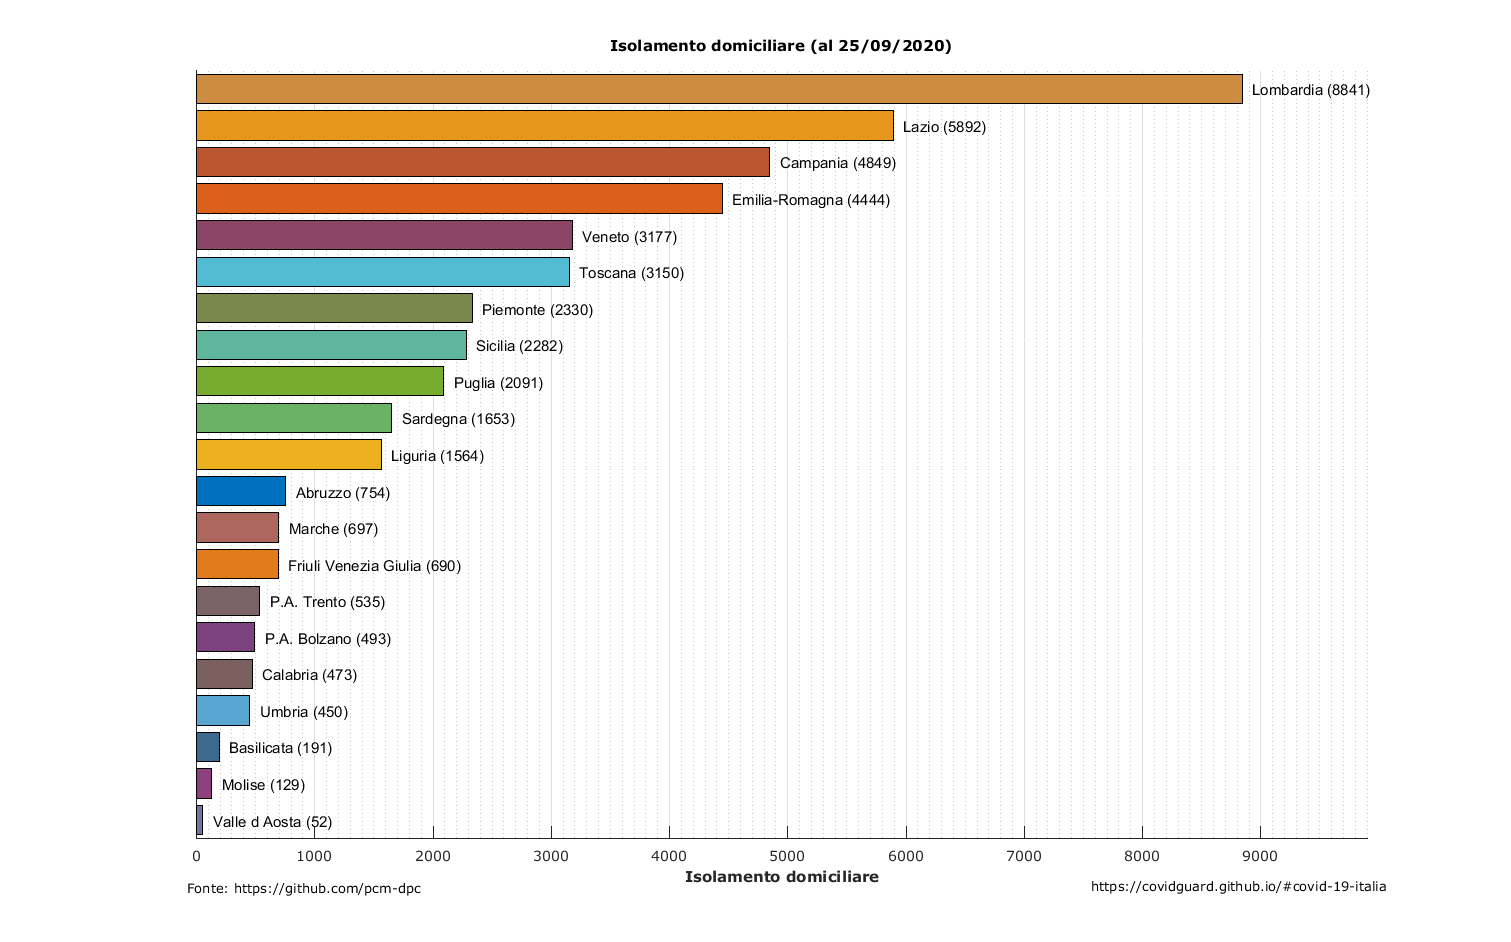 Isolamento domiciliare (al 25/09/2020)
Lombardia (8841)
Lazio (5892)
Campania (4849)
Emilia-Romagna (4444)
Veneto (3177)
Toscana (3150)
Piemonte (2330)
Sicilia (2282)
Puglia (2091)
Sardegna (1653)
Liguria (1564)
Abruzzo (754)
Marche (697)
Friuli Venezia Giulia (690)
P.A. Trento (535)
P.A. Bolzano (493)
Calabria (473)
Umbria (450)
Basilicata (191)
Molise (129)
Valle d Aosta (52)
0 1000 2000 3000 4000 5000 6000 7000 8000 9000
Isolamento domiciliare
Fonte: https://github.com/pcm-dpc
https://covidguard.github.io/#covid-19-italia